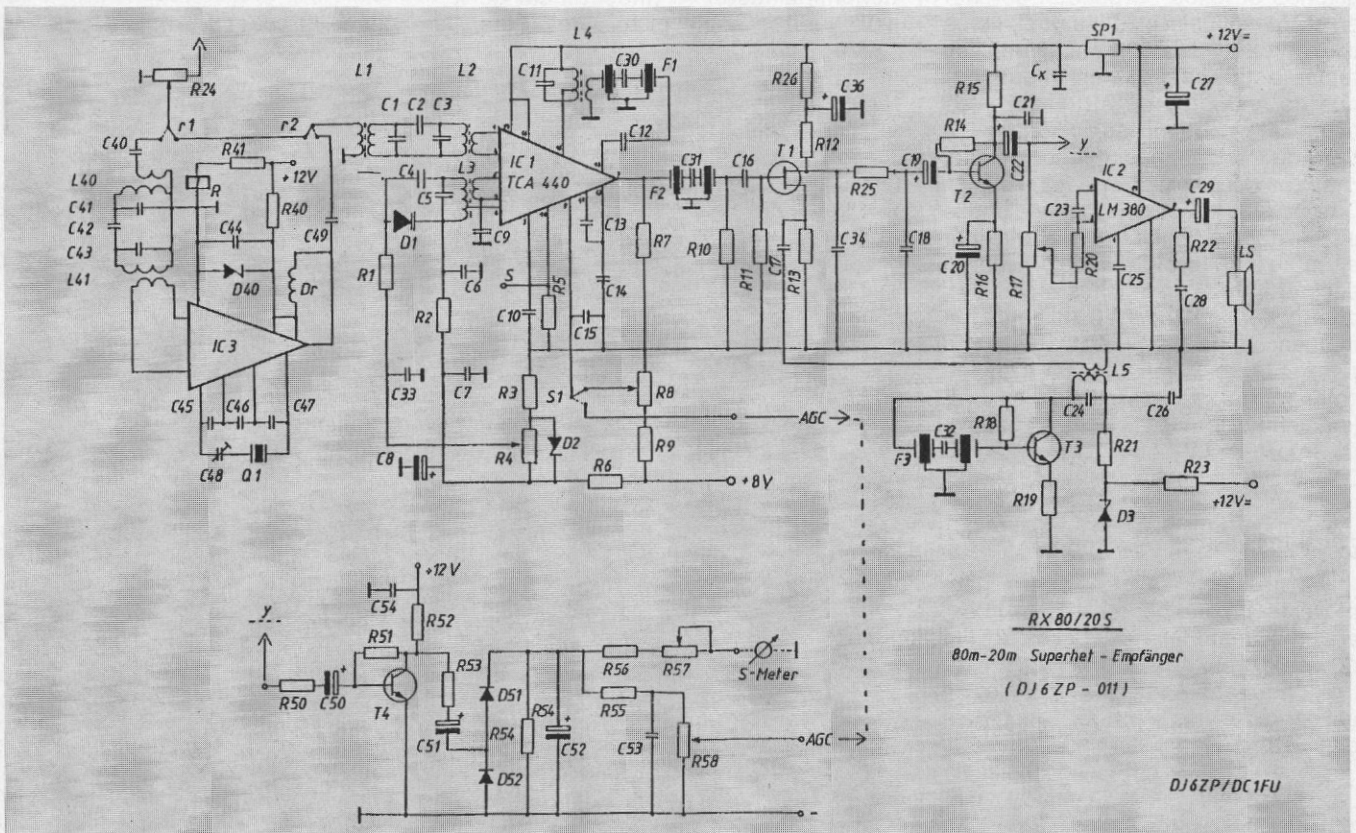 L4
SP1
+12V=
R24
L1
L2
C11
C30
F1
R26
C36
R15
Cx
C27
C40
r1
r2
C1
C2
C3
C12
R12
R14
C21
R41
+12V
IC1
TCA 440
T1
C22
y
L40
R
R40
C4
L3
C5
F2
C31
C16
R25
C19
T2
IC2
LM 380
C29
C41
C42
C44
C49
D1
C9
C13
C23
C43
R1
C6
R7
R10
R11
C17
R13
C34
C18
C20
R16
R17
R20
R22
LS
L41
D40
Dr
S
R5
C14
C25
C28
R2
C10
C15
IC3
L5
C33
C7
R3
S1
R8
C45
C46
C47
AGC
C24
C26
R4
D2
R9
R18
R21
C48
Q1
C8
F3
C32
T3
R23
R6
+8V
R19
D3
+12V=
+12V
C54
y
R52
RX 80/20S
R51
R53
R56
R57
S-Meter
80m-20m Superhet-Empfänger
R50
C50
T4
D51
R55
(DJ6ZP-011)
C51
R54
R54
C52
C53
R58
AGC
D52
DJ6ZP/DC1FU
-